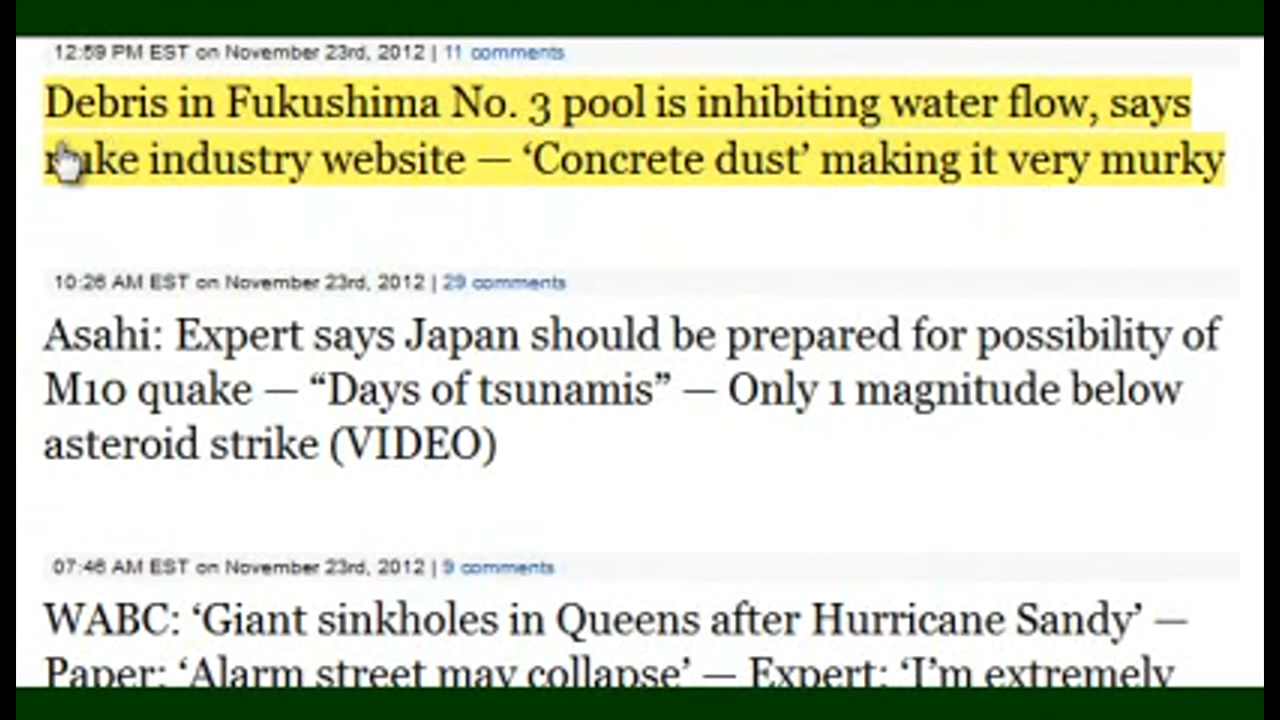 12:59 PM EST on November 23rd, 2012 | 11 comments
Debris in Fukushima No. 3 pool is inhibiting water flow, says
nuke industry website — ‘Concrete dust’ making it very murky
10:26 AM EST on November 23rd, 2012 | 29 comments
Asahi: Expert says Japan should be prepared for possibility of
M10 quake — “Days of tsunamis” — Only 1 magnitude below
asteroid strike (VIDEO)
07:46 AM EST on November 23rd, 2012 | 9 comments
WABC: ‘Giant sinkholes in Queens after Hurricane Sandy’ —
Paper: ‘Alarm street may collapse’ — Expert: ‘I’m extremely